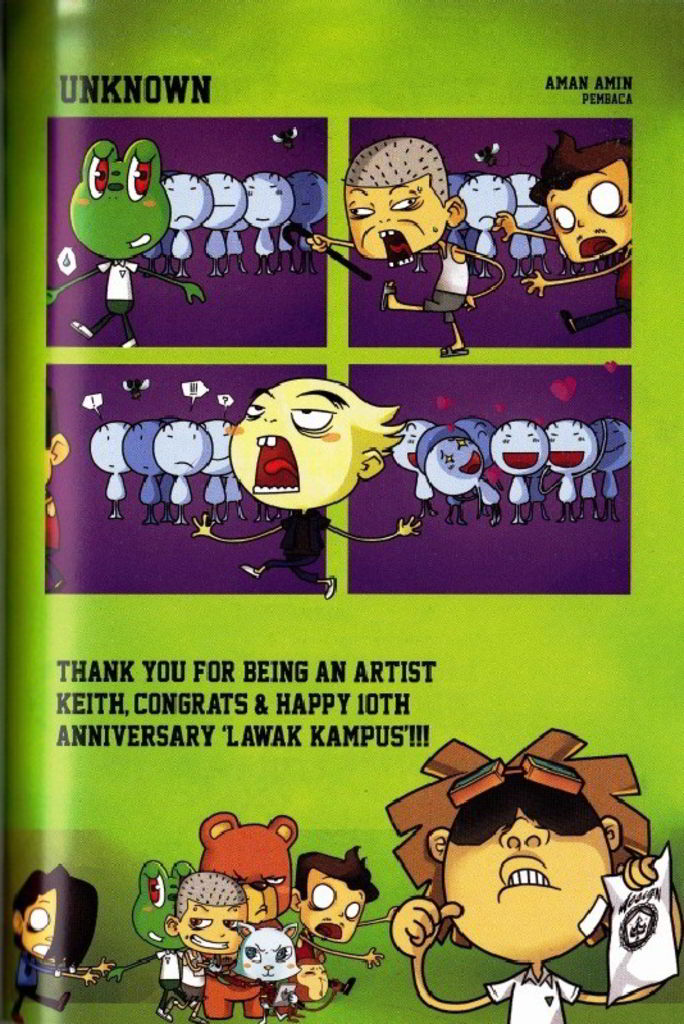 UNKNOWN
AMAN AMIN
PEMBACA
!
!!!
?
THANK YOU FOR BEING AN ARTIST
KEITH, CONGRATS & HAPPY 10TH
ANNIVERSARY 'LAWAK KAMPUS'!!!